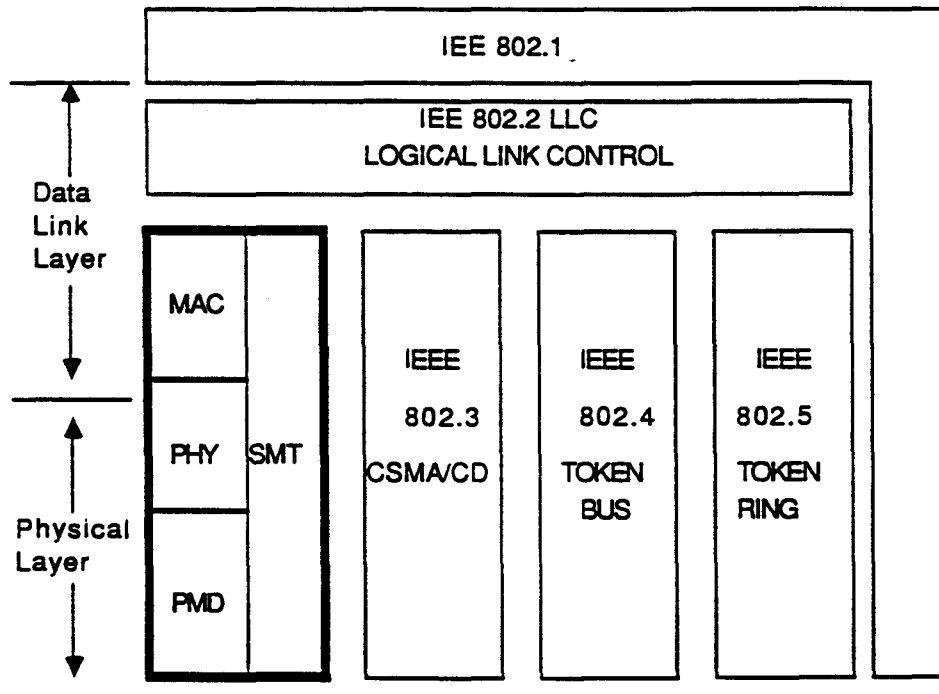 IEE 802.1
IEE 802.2 LLC
LOGICAL LINK CONTROL
Data
Link
Layer
Physical
Layer
MAC
PHY
PMD
SMT
IEEE
802.3
CSMA/CD
IEEE
802.4
TOKEN
BUS
IEEE
802.5
TOKEN
RING